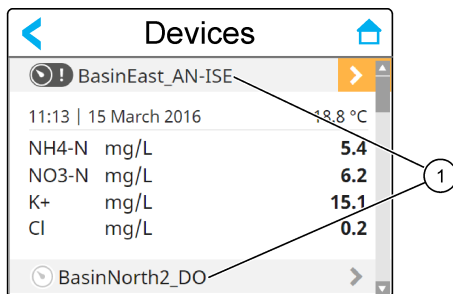 Devices
BasinEast_AN-ISE
11:13 | 15 March 2016 18.8 °C
NH4-N mg/L 5.4
NO3-N mg/L 6.2
K+ mg/L 15.1
Cl mg/L 0.2
1
BasinNorth2_DO